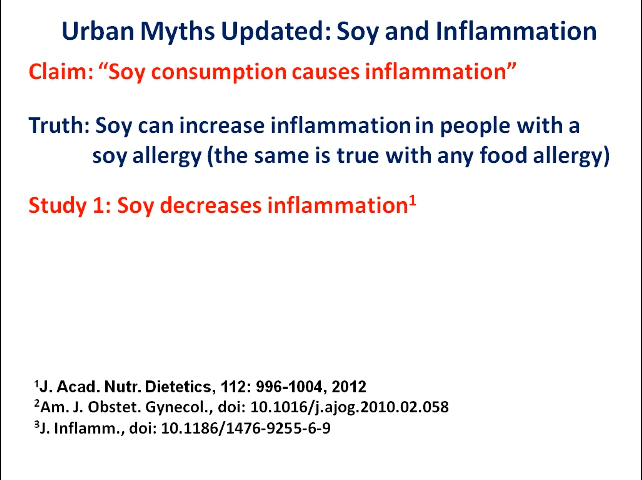 Urban Myths Updated: Soy and Inflammation
Claim: “Soy consumption causes inflammation”
Truth: Soy can increase inflammation in people with a
soy allergy (the same is true with any food allergy)
Study 1: Soy decreases inflammation¹
¹J. Acad. Nutr. Dietetics, 112: 996-1004, 2012
²Am. J. Obstet. Gynecol., doi: 10.1016/j.ajog.2010.02.058
³J. Inflamm., doi: 10.1186/1476-9255-6-9